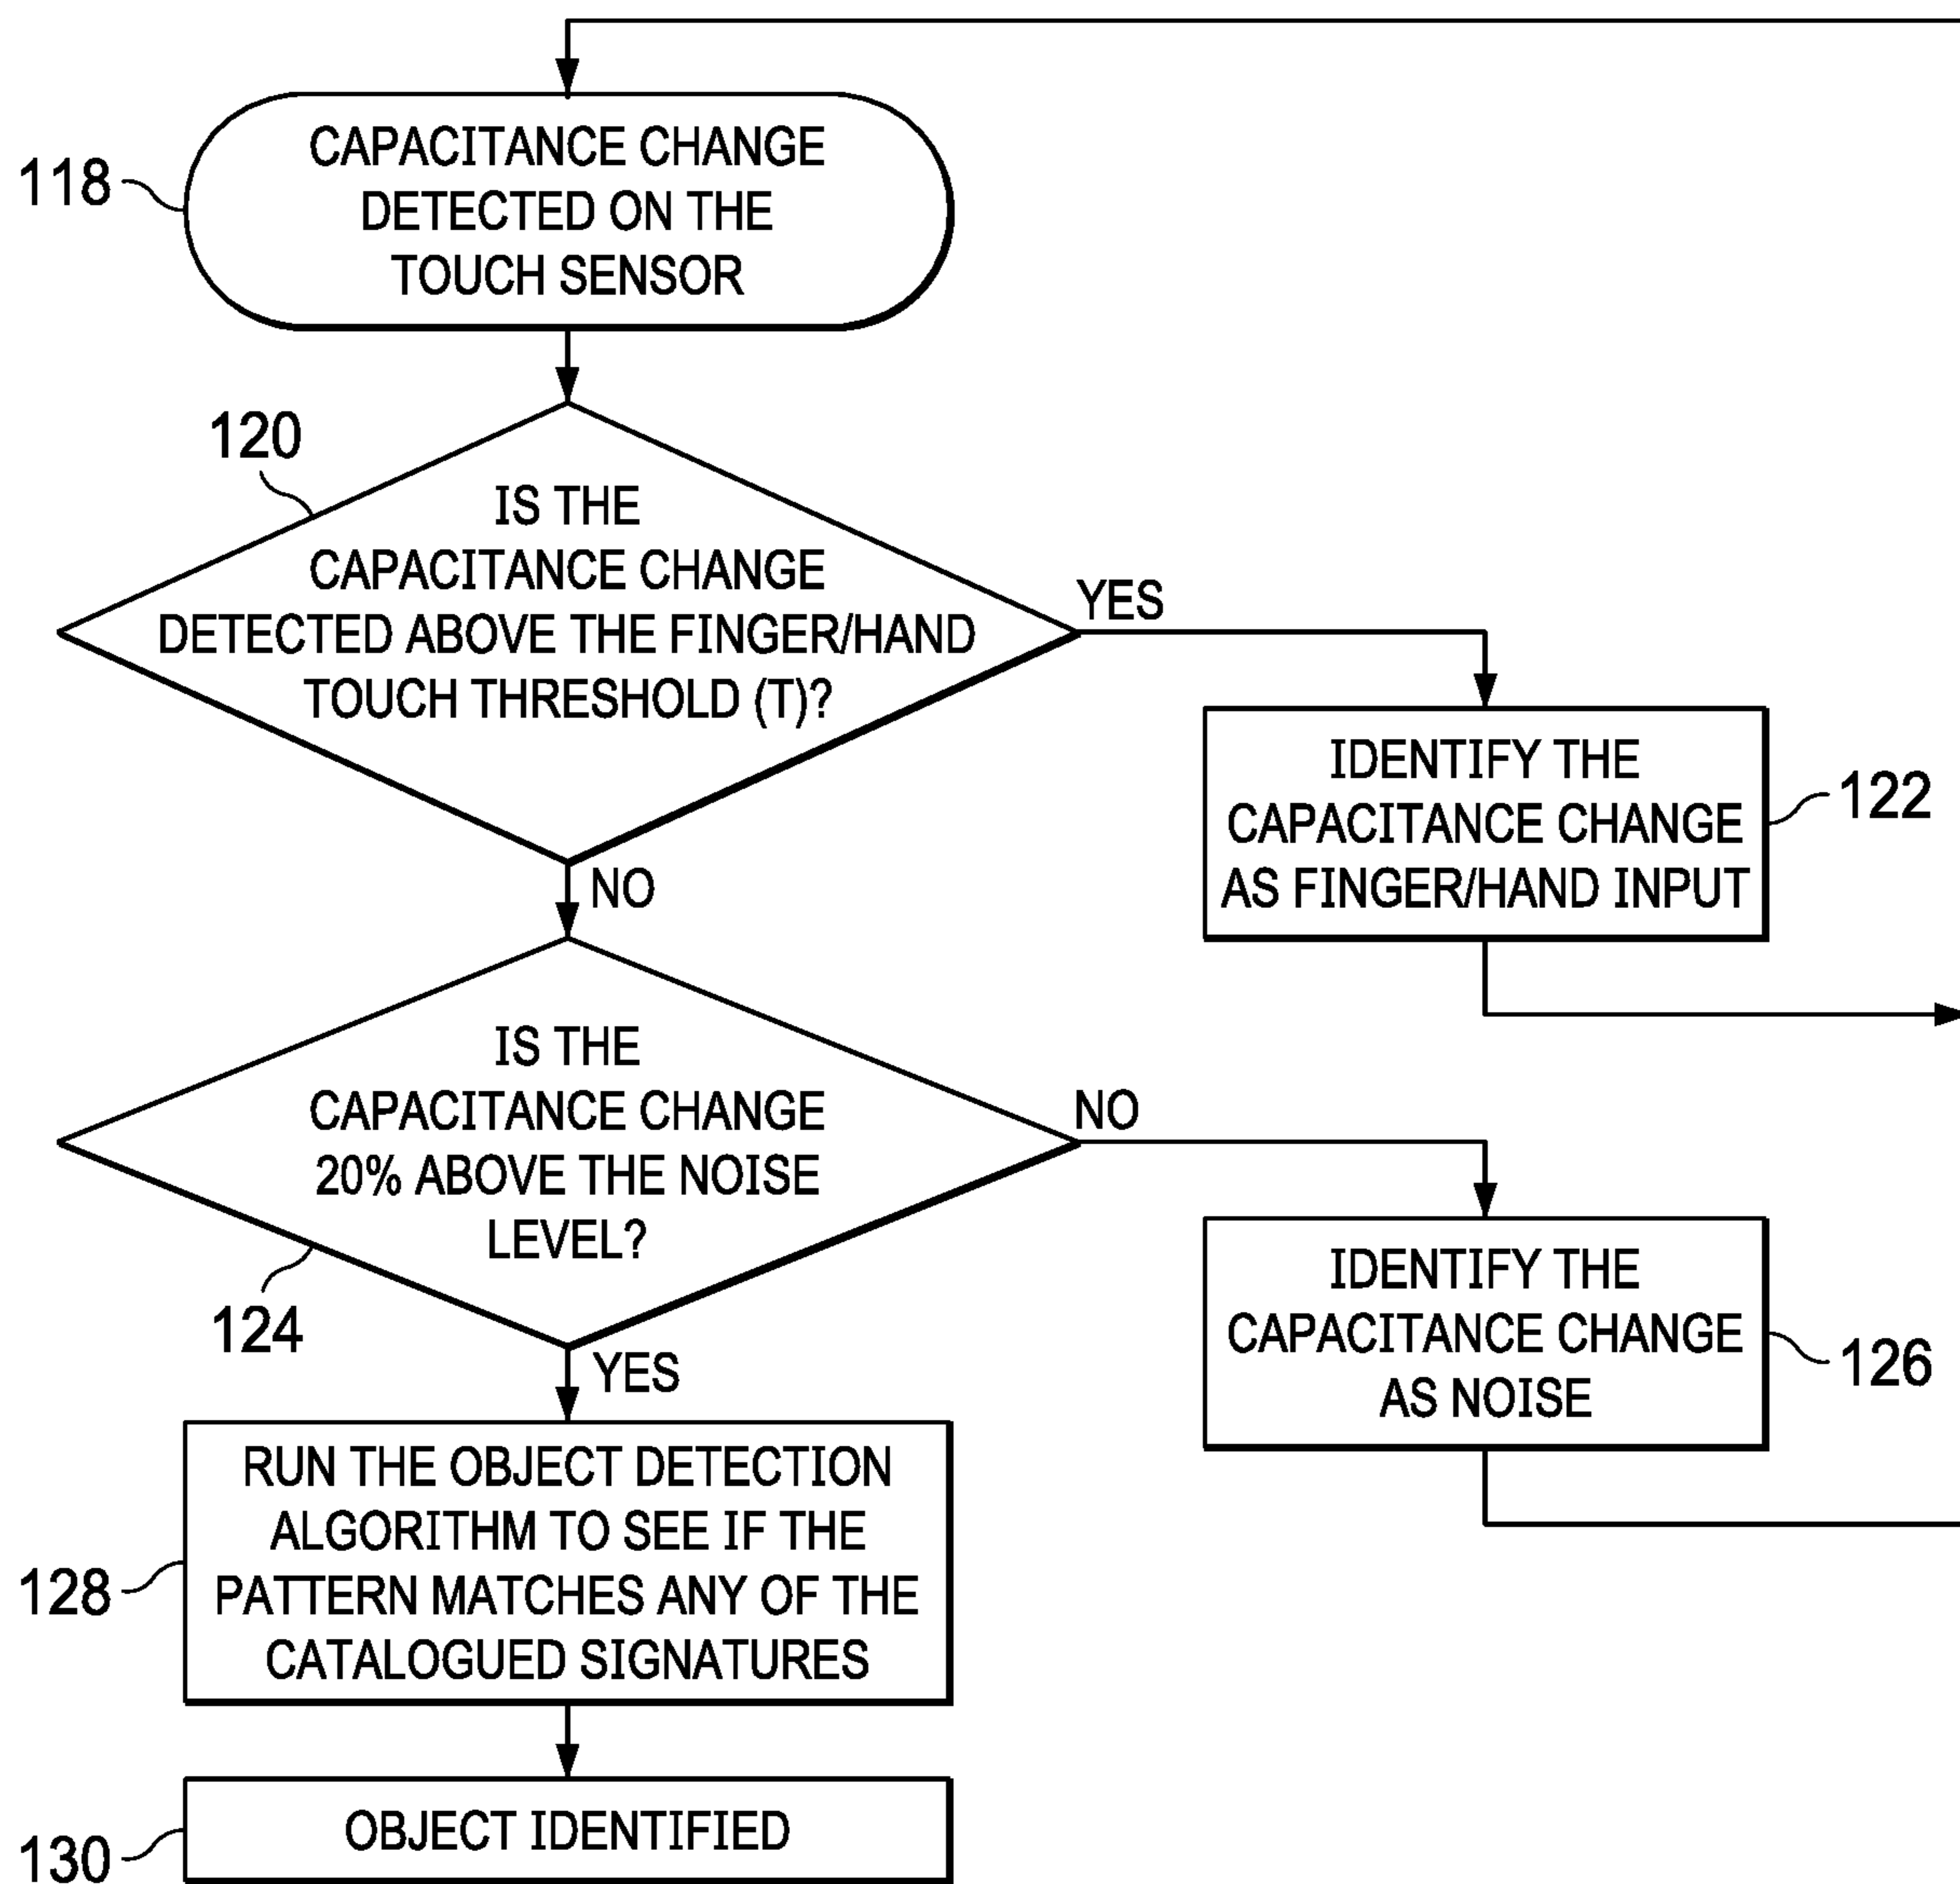 118
CAPACITANCE CHANGE
DETECTED ON THE
TOUCH SENSOR
120
IS THE
CAPACITANCE CHANGE
DETECTED ABOVE THE FINGER/HAND
TOUCH THRESHOLD (T)?
YES
NO
IDENTIFY THE
CAPACITANCE CHANGE
AS FINGER/HAND INPUT
122
IS THE
CAPACITANCE CHANGE
20% ABOVE THE NOISE
LEVEL?
124
NO
YES
IDENTIFY THE
CAPACITANCE CHANGE
AS NOISE
126
RUN THE OBJECT DETECTION
ALGORITHM TO SEE IF THE
PATTERN MATCHES ANY OF THE
CATALOGUED SIGNATURES
128
OBJECT IDENTIFIED
130